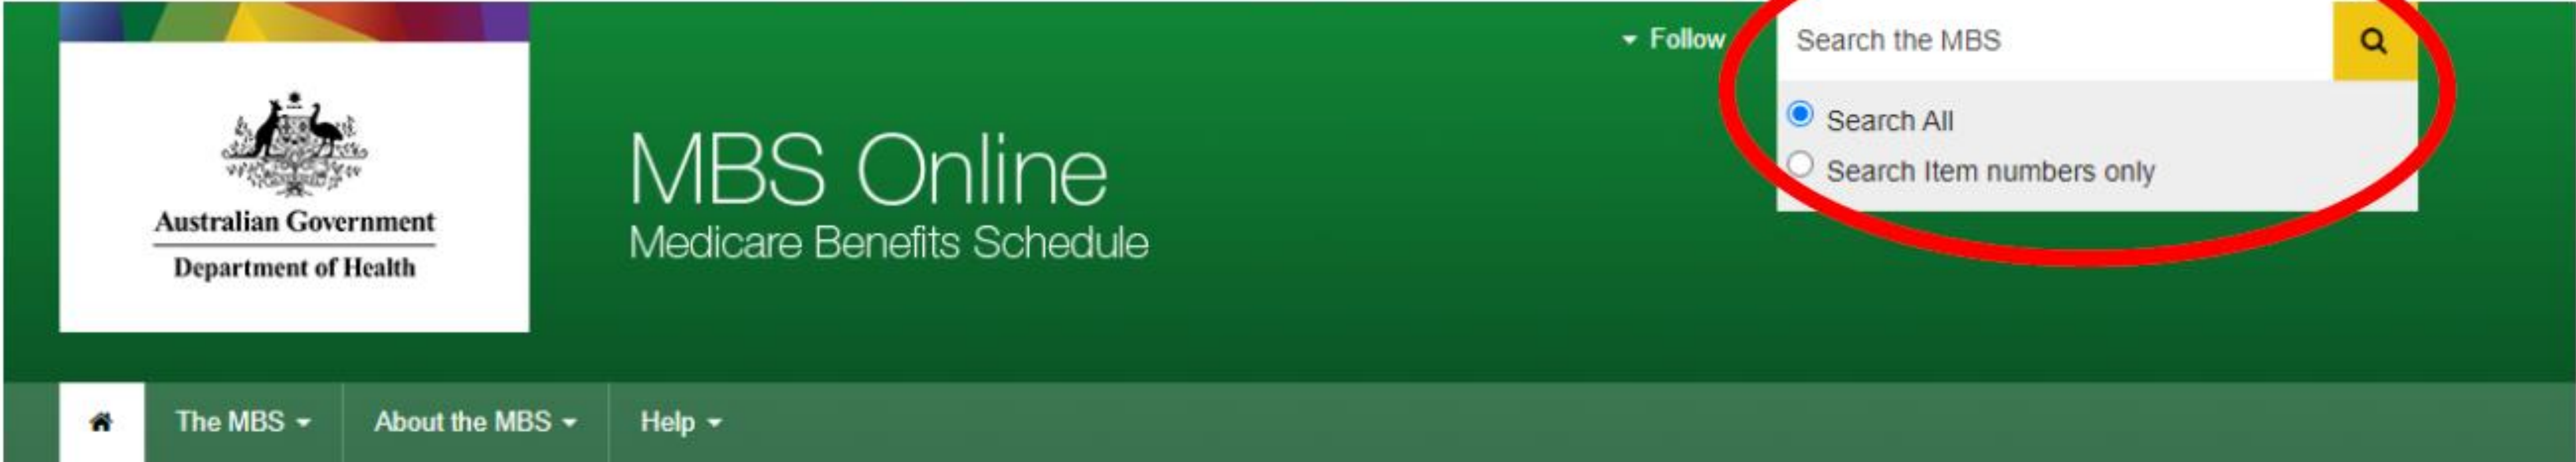 Australian Government
Department of Health
MBS Online
Medicare Benefits Schedule
Follow
Search the MBS
Search All
Search Item numbers only
The MBS
About the MBS
Help